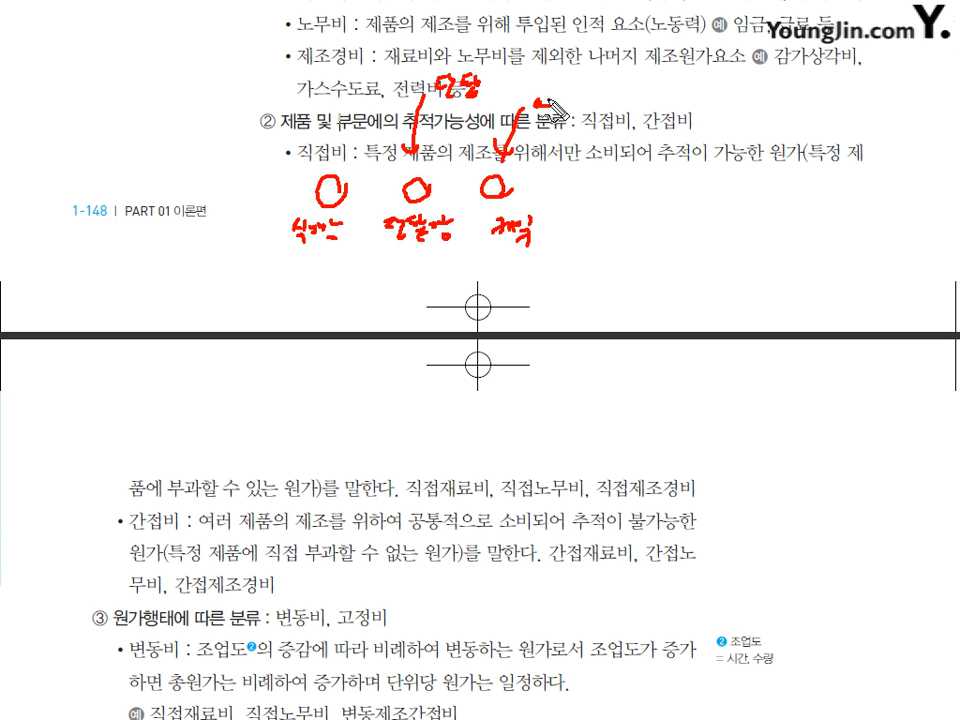 • 노무비 : 제품의 제조를 위해 투입된 인적 요소(노동력) 예 임금, 급료 등
YoungJin.com Y.
• 제조경비 : 재료비와 노무비를 제외한 나머지 제조원가요소 예 감가상각비,
가스수도료, 전력비 등
② 제품 및 부문에의 추적가능성에 따른 분류 : 직접비, 간접비
• 직접비 : 특정 제품의 제조를 위해서만 소비되어 추적이 가능한 원가(특정 제
1-148 | PART 01 이론편
품에 부과할 수 있는 원가)를 말한다. 직접재료비, 직접노무비, 직접제조경비
• 간접비 : 여러 제품의 제조를 위하여 공통적으로 소비되어 추적이 불가능한
원가(특정 제품에 직접 부과할 수 없는 원가)를 말한다. 간접재료비, 간접노
무비, 간접제조경비
③ 원가행태에 따른 분류 : 변동비, 고정비
• 변동비 : 조업도❷의 증감에 따라 비례하여 변동하는 원가로서 조업도가 증가
❷ 조업도
= 시간, 수량
하면 총원가는 비례하여 증가하며 단위당 원가는 일정하다.
예 직접재료비, 직접노무비, 변동제조간접비